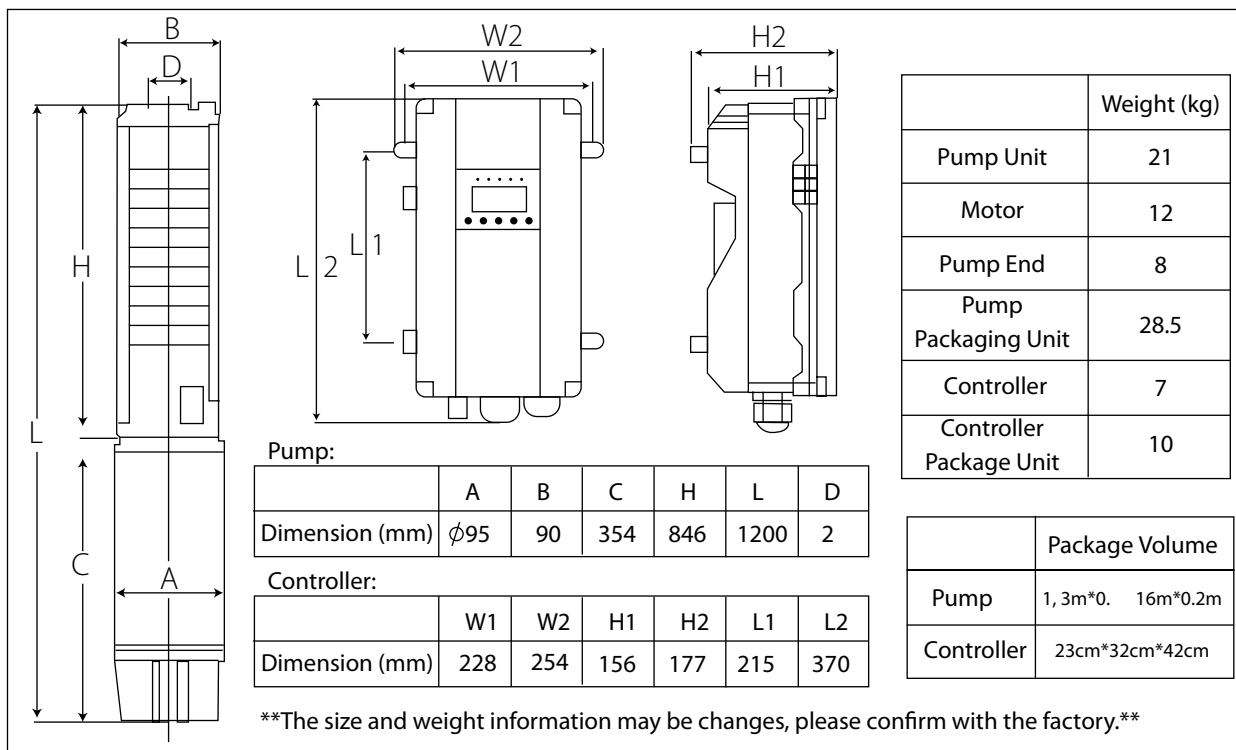 B
D
H
L
C
A
W2
W1
L 1
L 2
H2
H1
Weight (kg)
Pump Unit 21
Motor 12
Pump End 8
Pump
Packaging Unit 28.5
Controller 7
Controller
Package Unit 10
Pump:
A B C H L D
Dimension (mm) ϕ95 90 354 846 1200 2
Controller:
W1 W2 H1 H2 L1 L2
Dimension (mm) 228 254 156 177 215 370
Package Volume
Pump 1, 3m*0. 16m*0.2m
Controller 23cm*32cm*42cm
**The size and weight information may be changes, please confirm with the factory.**